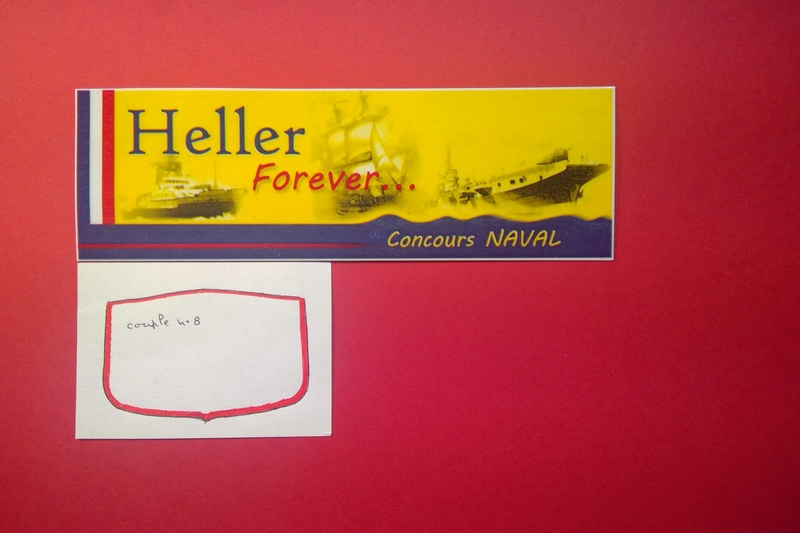 Heller
Forever...
Concours NAVAL
couple n° 8